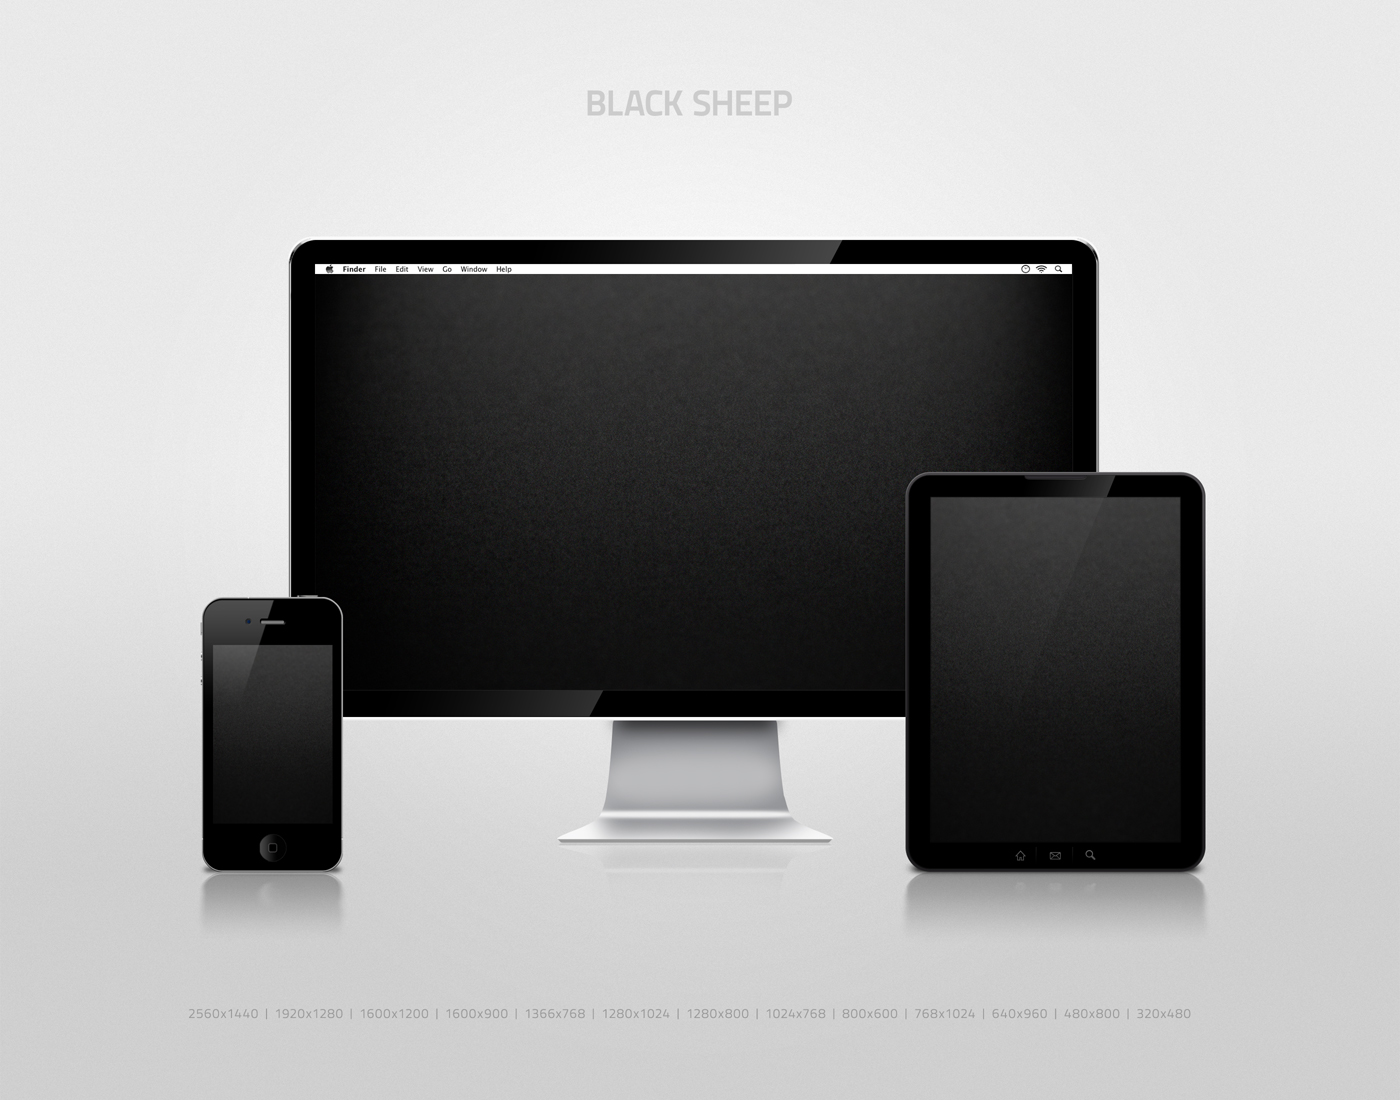 BLACK SHEEP
Finder File Edit View Go Window Help
2560x1440 | 1920x1280 | 1600x1200 | 1600x900 | 1366x768 | 1280x1024 | 1280x800 | 1024x768 | 800x600 | 768x1024 | 640x960 | 480x800 | 320x480